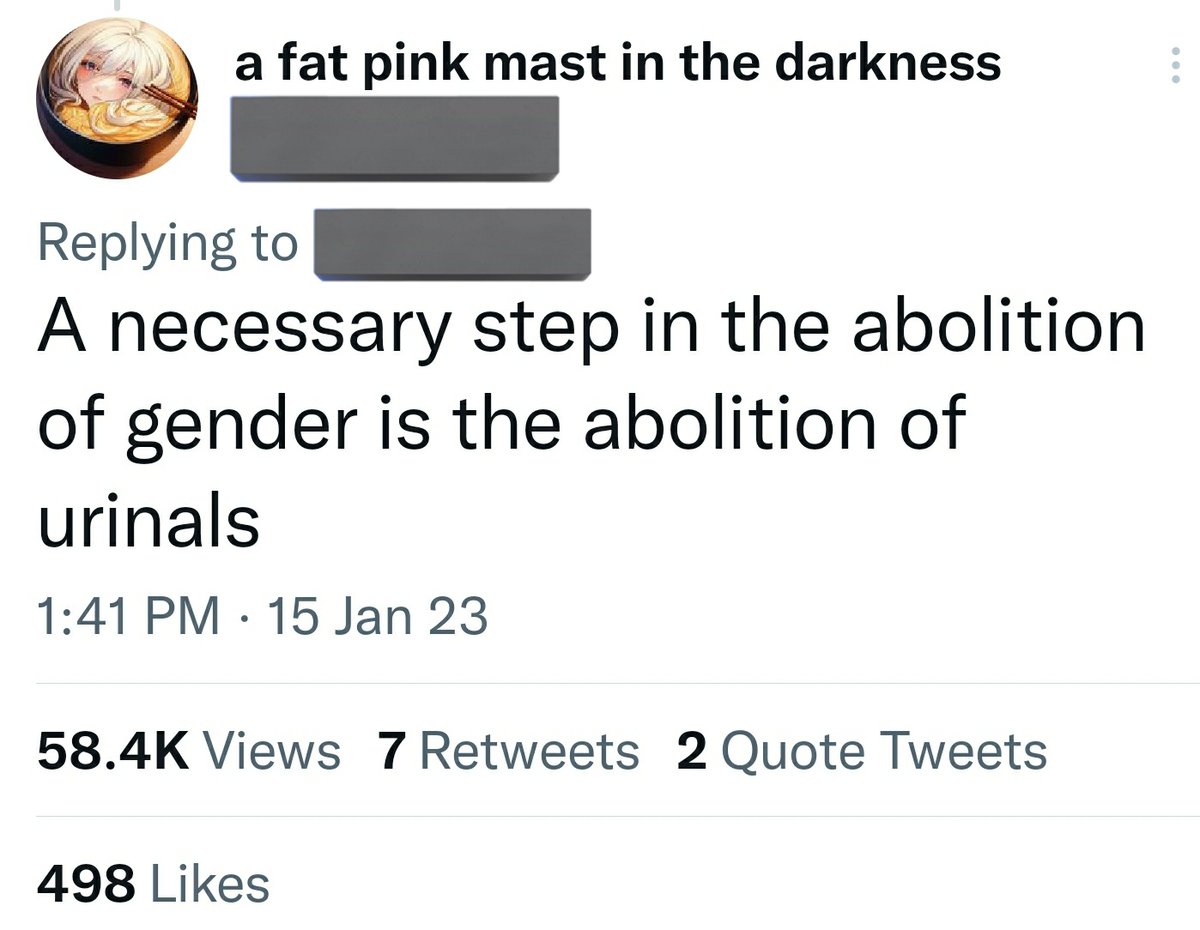 a fat pink mast in the darkness
Replying to
A necessary step in the abolition
of gender is the abolition of
urinals
1:41 PM · 15 Jan 23
58.4K Views 7 Retweets 2 Quote Tweets
498 Likes